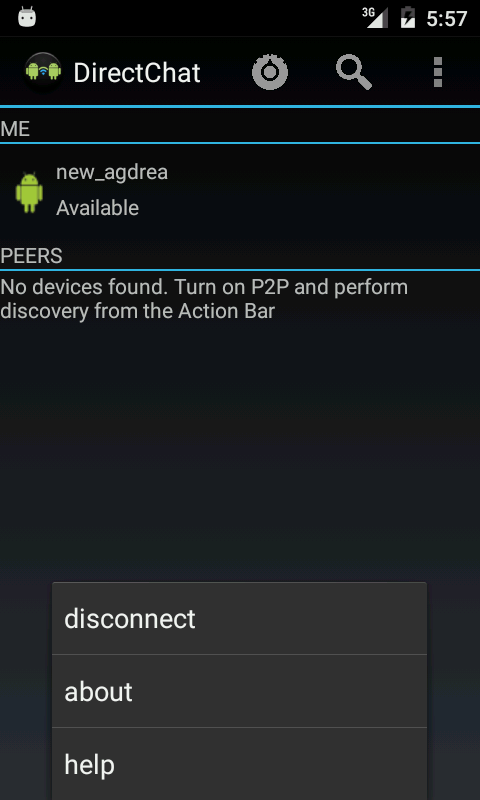 3G 5:57
DirectChat
ME
new_agdrea
Available
PEERS
No devices found. Turn on P2P and perform
discovery from the Action Bar
disconnect
about
help